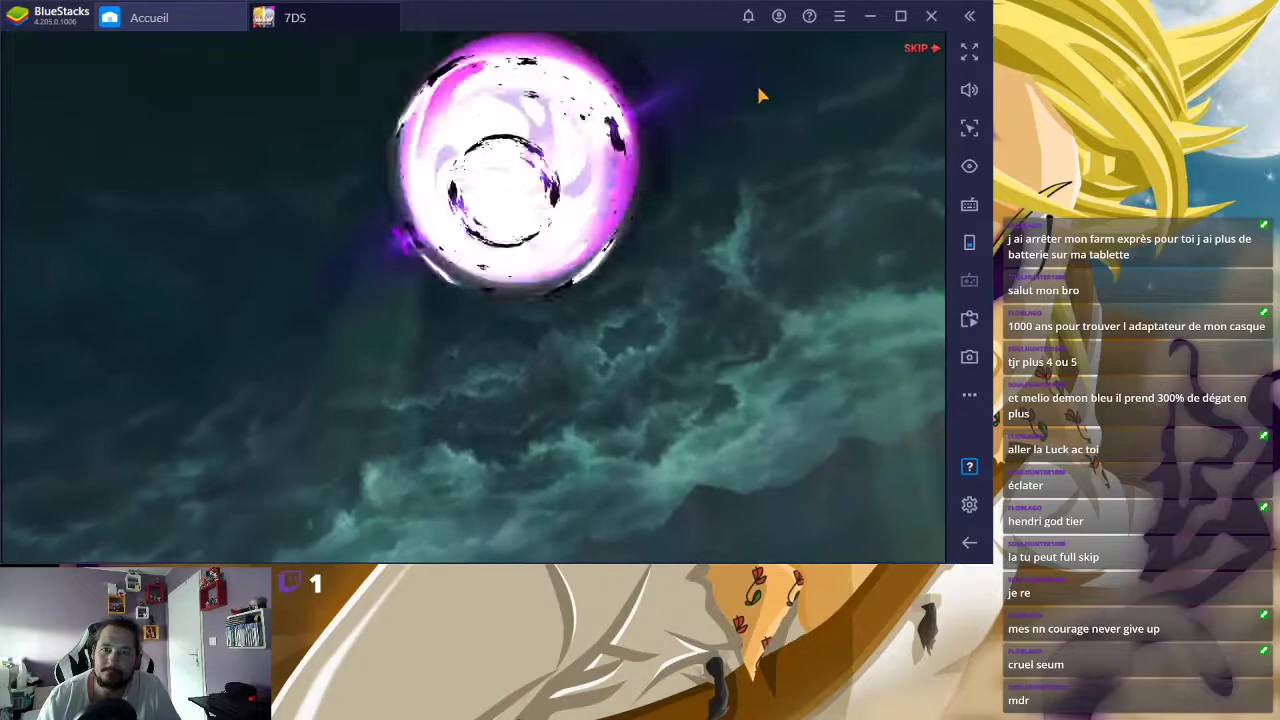 BlueStacks
4.205.0.1006
Accueil
7DS
SKIP
j ai arrêter mon farm exprès pour toi j ai plus de
batterie sur ma tablette
salut mon bro
1000 ans pour trouver l adaptateur de mon casque
tjr plus 4 ou 5
et melio demon bleu il prend 300% de dégat en
plus
aller la Luck ac toi
éclater
hendri god tier
la tu peut full skip
je re
mes nn courage never give up
cruel seum
mdr
1